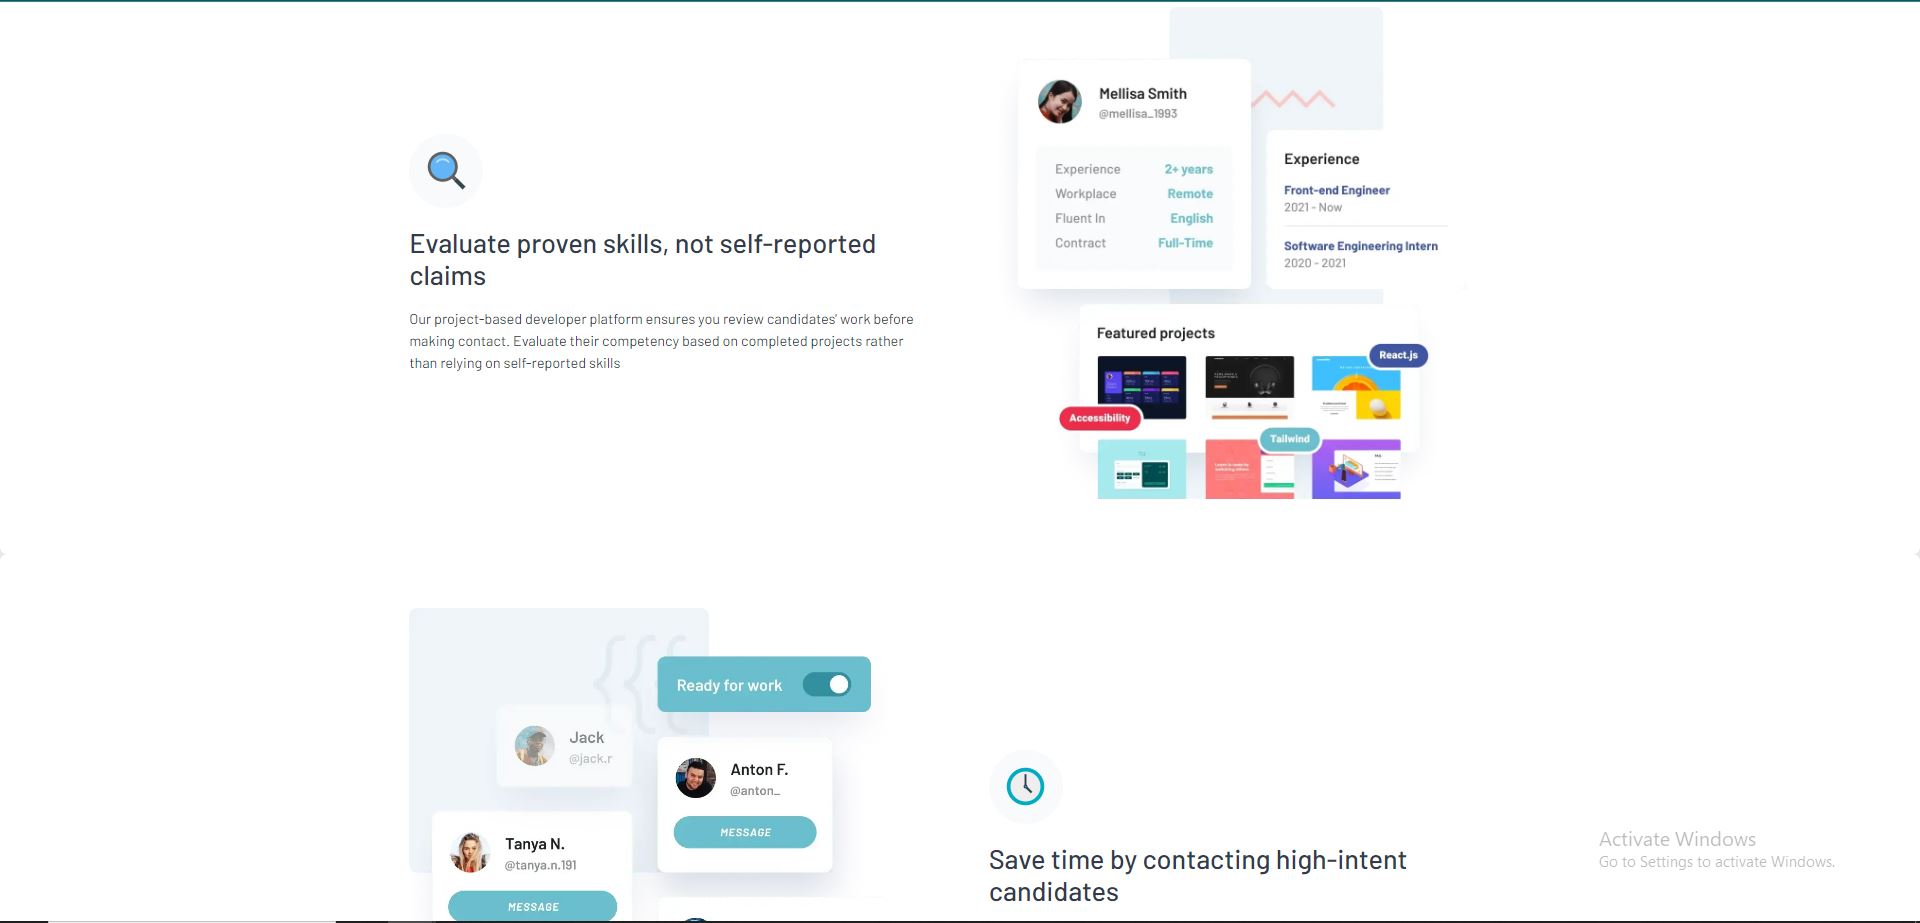 Mellisa Smith
@mellisa_1993
Experience 2+ years
Workplace Remote
Fluent In English
Contract Full-Time
Experience
Front-end Engineer
2021 - Now
Software Engineering Intern
2020 - 2021
Evaluate proven skills, not self-reported
claims
Our project-based developer platform ensures you review candidates' work before
making contact. Evaluate their competency based on completed projects rather
than relying on self-reported skills
Featured projects
React.js
Accessibility
Tailwind
Ready for work
Jack
@jack.r
Anton F.
@anton_
MESSAGE
Tanya N.
@tanya.n.191
MESSAGE
Save time by contacting high-intent
candidates
Activate Windows
Go to Settings to activate Windows.